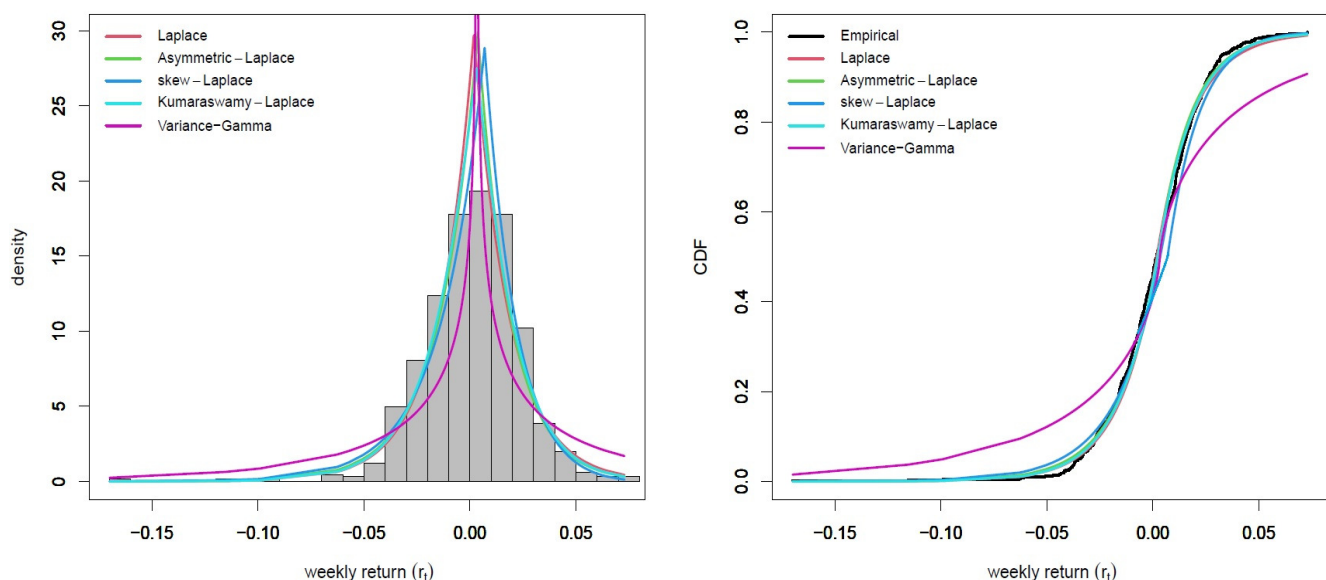 30
25
20
15
10
5
0
density
Laplace
Asymmetric–Laplace
skew–Laplace
Kumaraswamy–Laplace
Variance–Gamma
−0.15 −0.10 −0.05 0.00 0.05
weekly return (rt)
1.0
0.8
0.6
0.4
0.2
0.0
CDF
Empirical
Laplace
Asymmetric–Laplace
skew–Laplace
Kumaraswamy–Laplace
Variance–Gamma
−0.15 −0.10 −0.05 0.00 0.05
weekly return (rt)